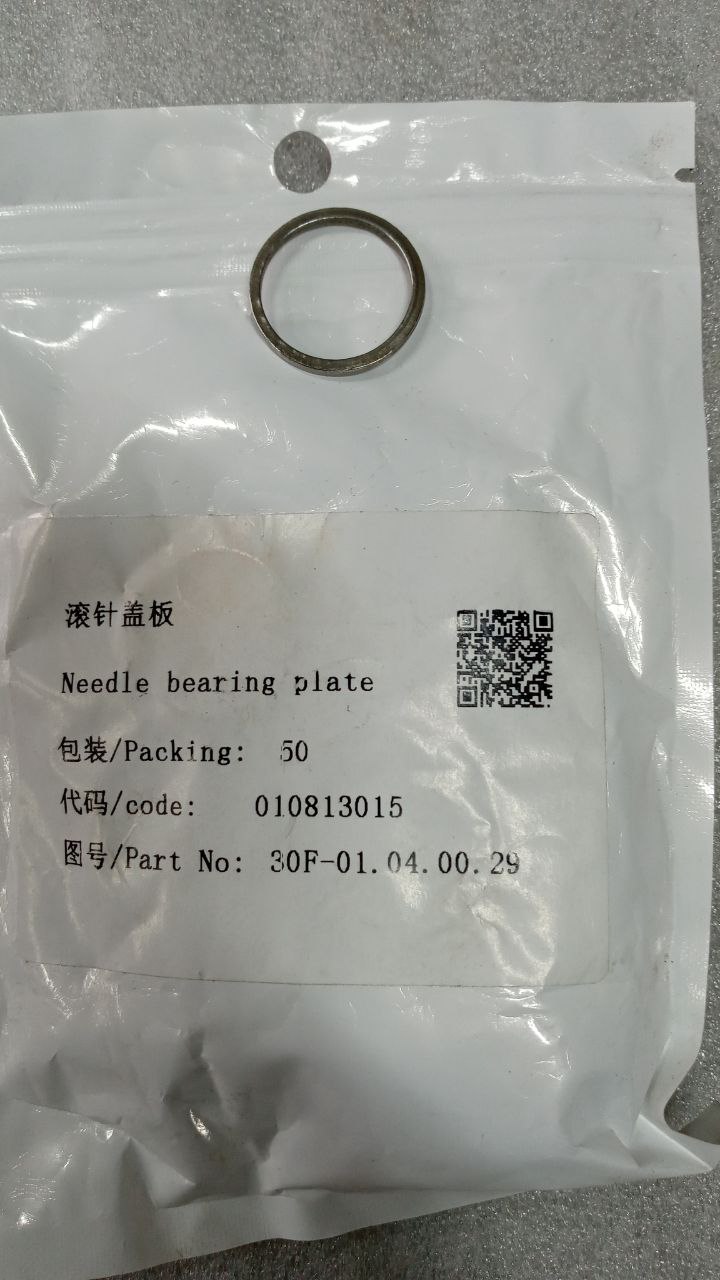 滚针盖板
Needle bearing plate
包装/Packing: 50
代码/code: 010813015
图号/Part No: 30F-01.04.00.29